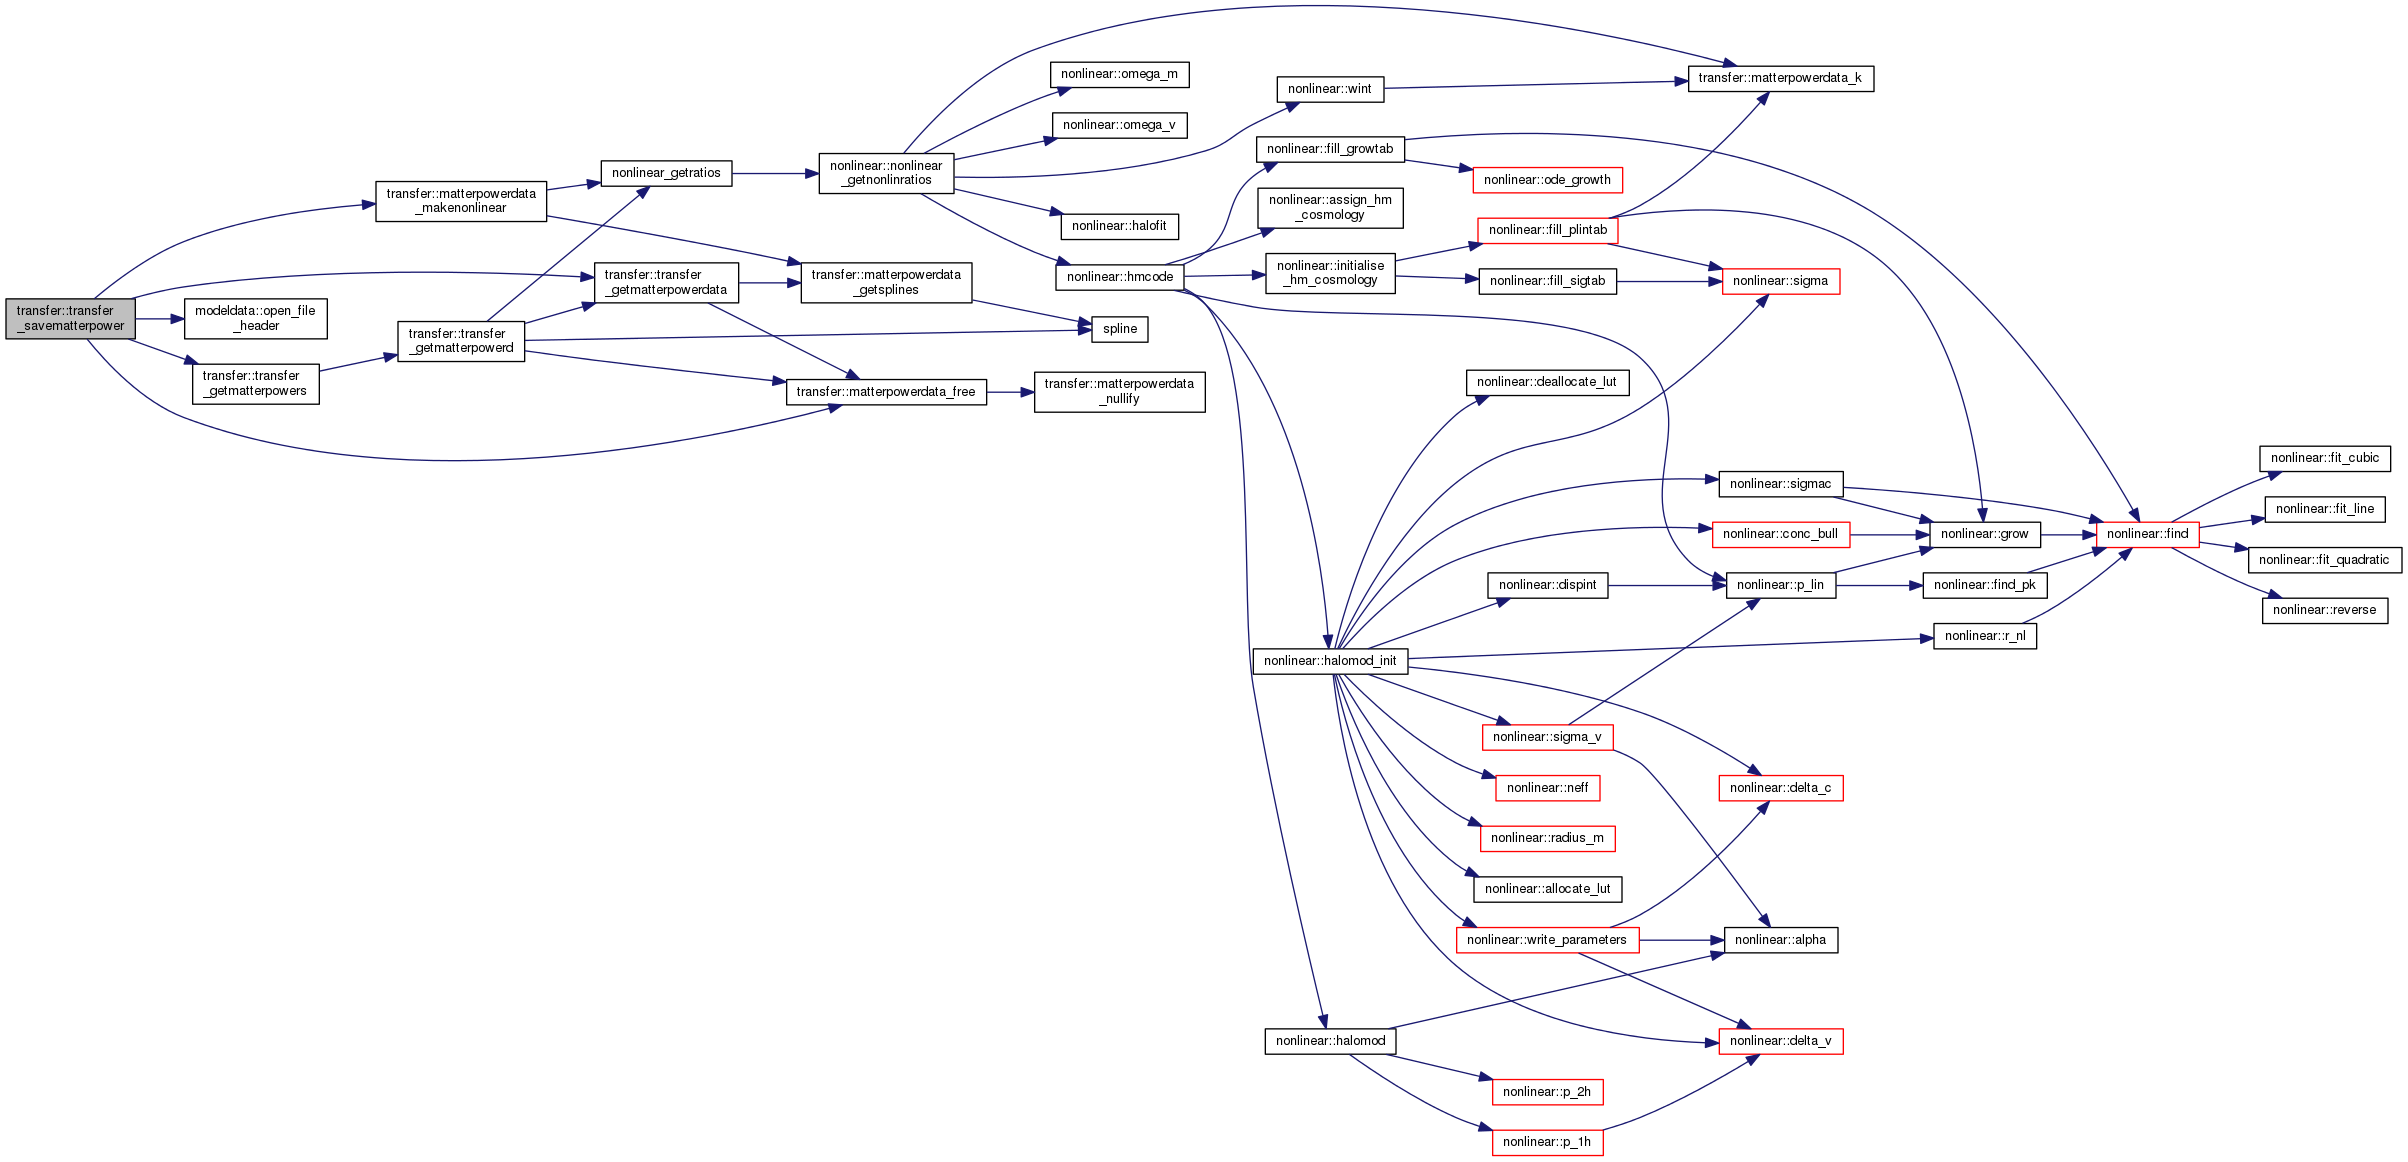 transfer::transfer
_savematterpower
modeldata::open_file
_header
transfer::transfer
_getmatterpowers
transfer::matterpowerdata
_makenonlinear
transfer::transfer
_getmatterpowerd
nonlinear_getratios
transfer::transfer
_getmatterpowerdata
transfer::matterpowerdata_free
nonlinear::nonlinear
_getnonlinratios
transfer::matterpowerdata
_getsplines
nonlinear::omega_m
nonlinear::omega_v
nonlinear::halofit
nonlinear::hmcode
spline
transfer::matterpowerdata
_nullify
nonlinear::wint
nonlinear::fill_growtab
nonlinear::assign_hm
_cosmology
nonlinear::initialise
_hm_cosmology
nonlinear::halomod_init
nonlinear::halomod
nonlinear::ode_growth
nonlinear::fill_plintab
nonlinear::fill_sigtab
nonlinear::deallocate_lut
nonlinear::dispint
nonlinear::sigma_v
nonlinear::neff
nonlinear::radius_m
nonlinear::allocate_lut
nonlinear::write_parameters
nonlinear::p_2h
nonlinear::p_1h
transfer::matterpowerdata_k
nonlinear::sigma
nonlinear::sigmac
nonlinear::conc_bull
nonlinear::p_lin
nonlinear::delta_c
nonlinear::alpha
nonlinear::delta_v
nonlinear::grow
nonlinear::find_pk
nonlinear::r_nl
nonlinear::find
nonlinear::fit_cubic
nonlinear::fit_line
nonlinear::fit_quadratic
nonlinear::reverse